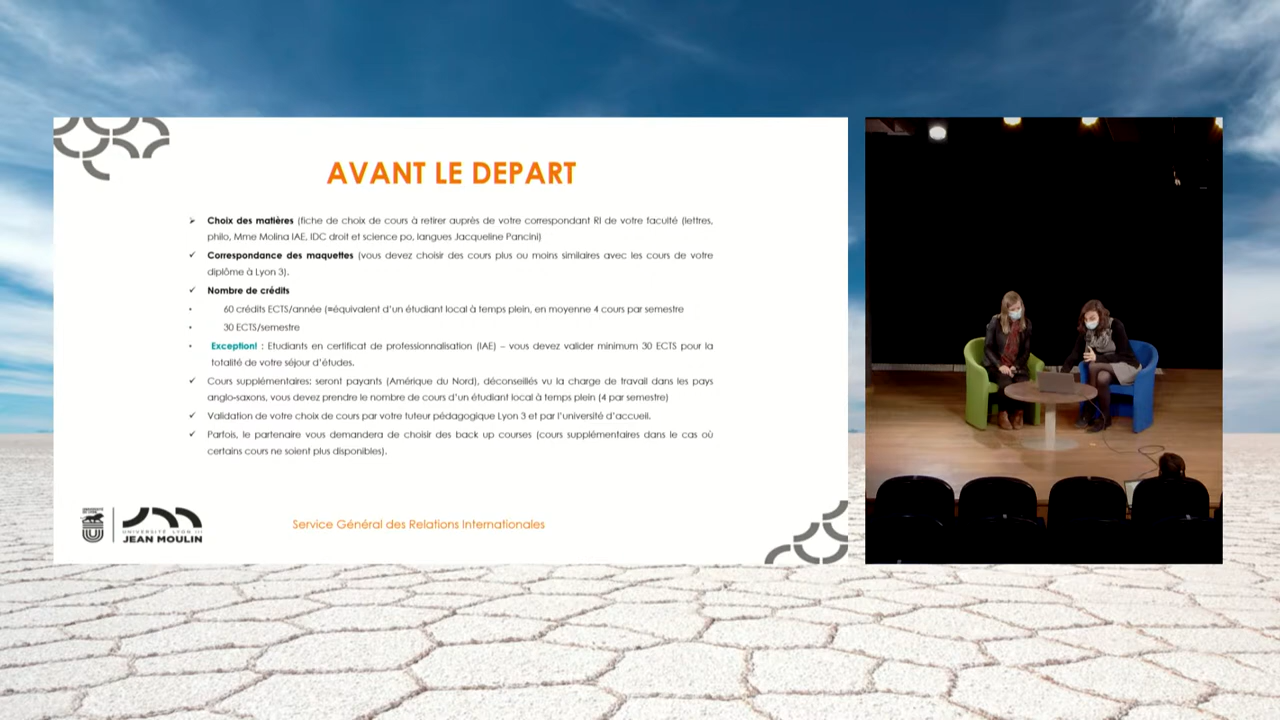 AVANT LE DEPART
Choix des matières (fiche de choix de cours à retirer auprès de votre correspondant RI de votre faculté (lettres,
philo, Mme Molina IAE, IDC droit et science po, langues Jacqueline Pancini)
Correspondance des maquettes (vous devez choisir des cours plus ou moins similaires avec les cours de votre
diplôme à Lyon 3).
Nombre de crédits
60 crédits ECTS/année (=équivalent d'un étudiant local à temps plein, en moyenne 4 cours par semestre
30 ECTS/semestre
Exception! : Etudiants en certificat de professionnalisation (IAE) – vous devez valider minimum 30 ECTS pour la
totalité de votre séjour d'études.
Cours supplémentaires: seront payants (Amérique du Nord), déconseillés vu la charge de travail dans les pays
anglo-saxons, vous devez prendre le nombre de cours d'un étudiant local à temps plein (4 par semestre)
Validation de votre choix de cours par votre tuteur pédagogique Lyon 3 et par l'université d'accueil.
Parfois, le partenaire vous demandera de choisir des back up courses (cours supplémentaires dans le cas où
certains cours ne soient plus disponibles).
UNIVERSITÉ LYON III
JEAN MOULIN
Service Général des Relations Internationales